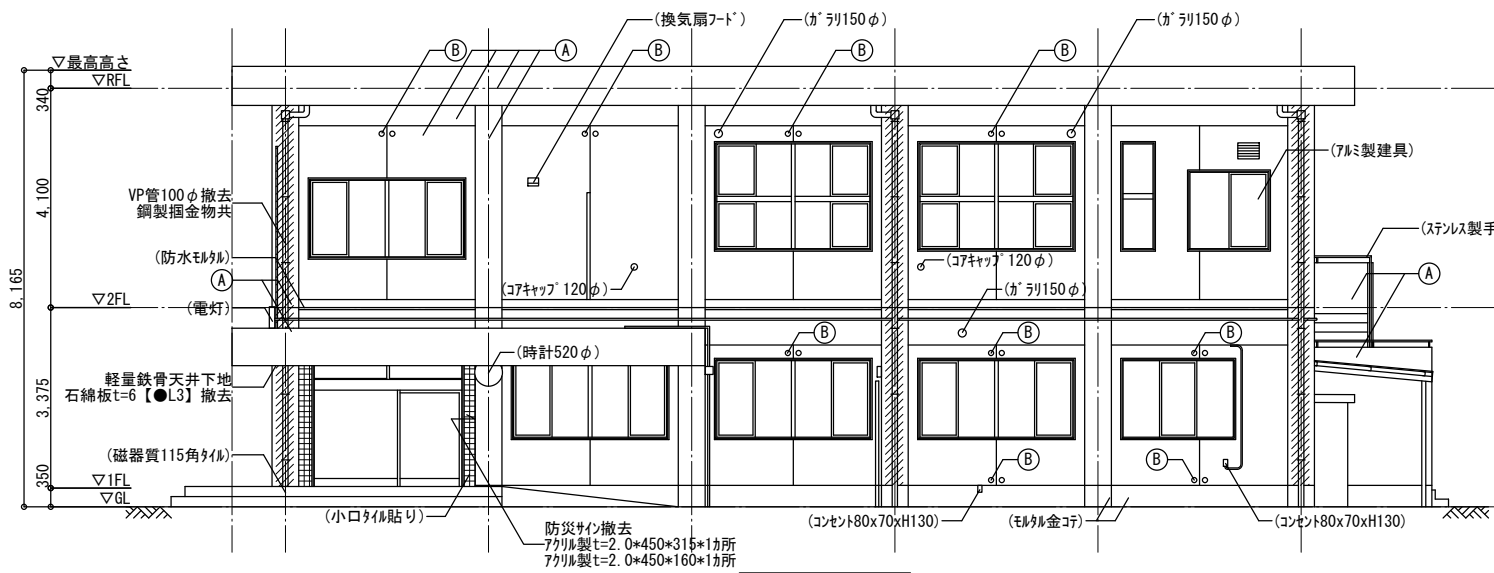 (換気扇ﾌｰﾄﾞ)
(ｶﾞﾗﾘ150φ)
(ｶﾞﾗﾘ150φ)
B
A
B
B
B
▽最高高さ
▽RFL
340
(ｱﾙﾐ製建具)
VP管100φ撤去
鋼製掴金物共
4,100
8,165
(防水ﾓﾙﾀﾙ)
A
(ｺｱｷｬｯﾌﾟ120φ)
(ｺｱｷｬｯﾌﾟ120φ)
(ｶﾞﾗﾘ150φ)
(ｽﾃﾝﾚｽ製手
A
▽2FL
(電灯)
(時計520φ)
B
B
B
軽量鉄骨天井下地
石綿板t=6【●L3】撤去
3,375
(磁器質115角ﾀｲﾙ)
B
B
▽1FL
350
▽GL
(小口ﾀｲﾙ貼り)
(ｺﾝｾﾝﾄ80x70xH130)
(ﾓﾙﾀﾙ金ｺﾃ)
(ｺﾝｾﾝﾄ80x70xH130)
防災ｻｲﾝ撤去
ｱｸﾘﾙ製t=2.0*450*315*1ｶ所
ｱｸﾘﾙ製t=2.0*450*160*1ｶ所